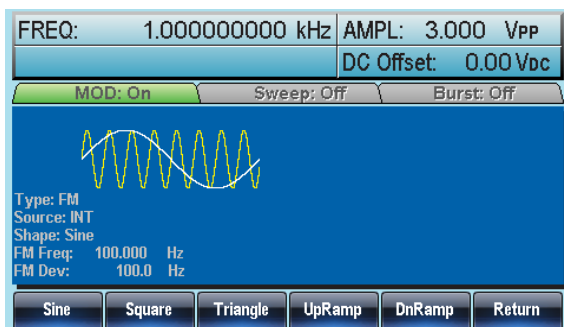 FREQ: 1.000000000 kHz AMPL: 3.000 VPP
DC Offset: 0.00 VDC
MOD: On Sweep: Off Burst: Off
Type: FM
Source: INT
Shape: Sine
FM Freq: 100.000 Hz
FM Dev: 100.0 Hz
Sine Square Triangle UpRamp DnRamp Return